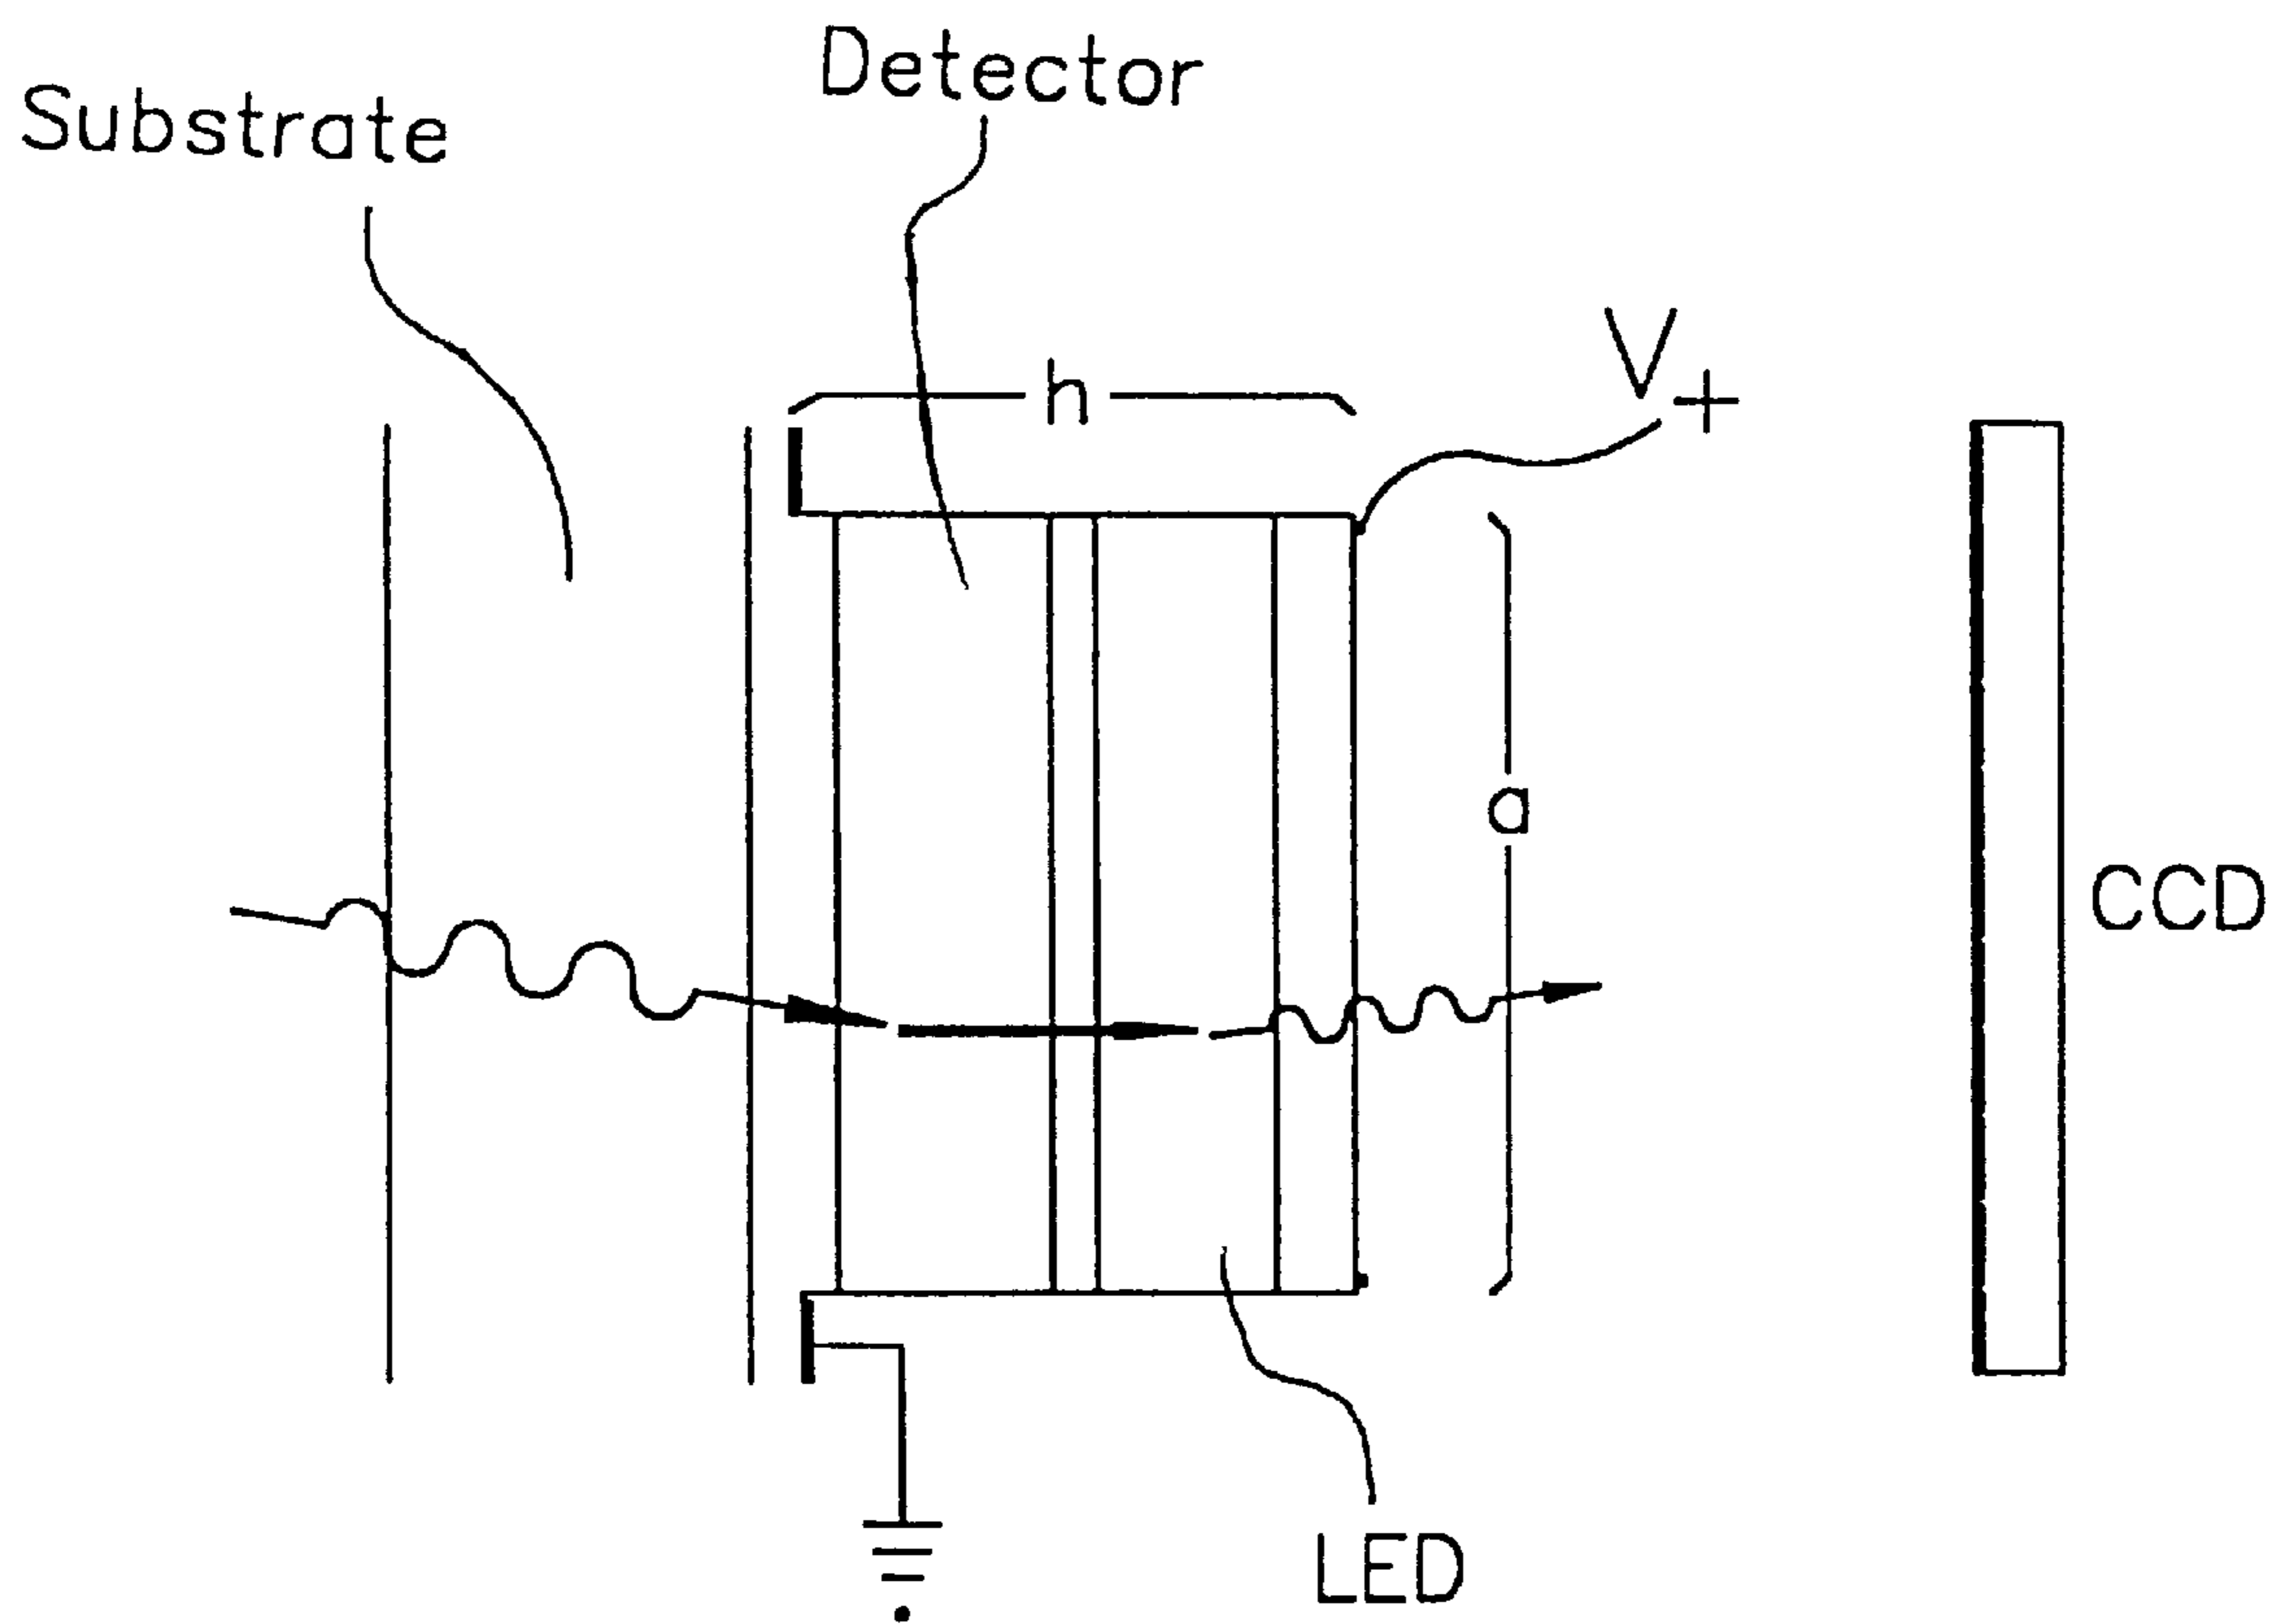 Detector
Substrate
h
V+
a
CCD
LED